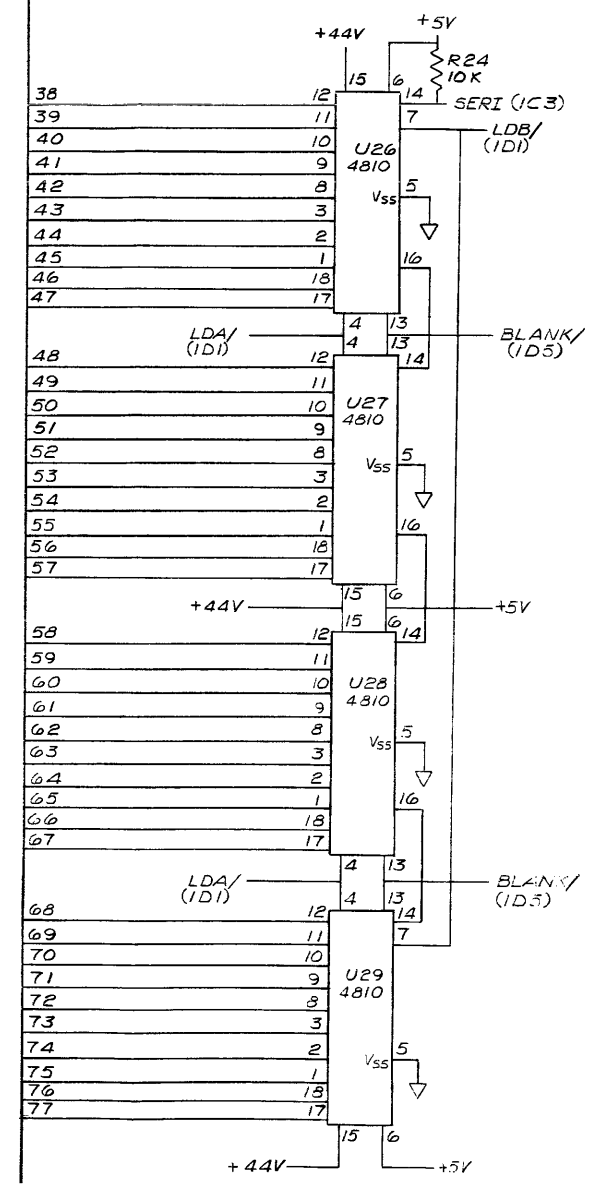 +44V +5V
R24
10K
15 6
38 12 14 SERI (1C3)
39 11 7 LDB/
(1D1)
40 10 U26
4810
41 9
42 8 VSS 5
43 3
44 2
45 1 16
46 18
47 17
4 13
LDA/
(1D1)
BLANK/
(1D5)
4 13
48 12 14
49 11
50 10 U27
4810
51 9
52 8 VSS 5
53 3
54 2
55 1 16
56 18
57 17
15 6
+44V +5V
15 6
58 12 14
59 11
60 10 U28
4810
61 9
62 8 VSS 5
63 3
64 2
65 1 16
66 18
67 17
4 13
LDA/
(1D1)
BLANK/
(1D5)
4 13
68 12 14
69 11 7
70 10
71 9 U29
4810
72 8
73 3
74 2 VSS 5
75 1
76 18
77 17
15 6
+44V +5V